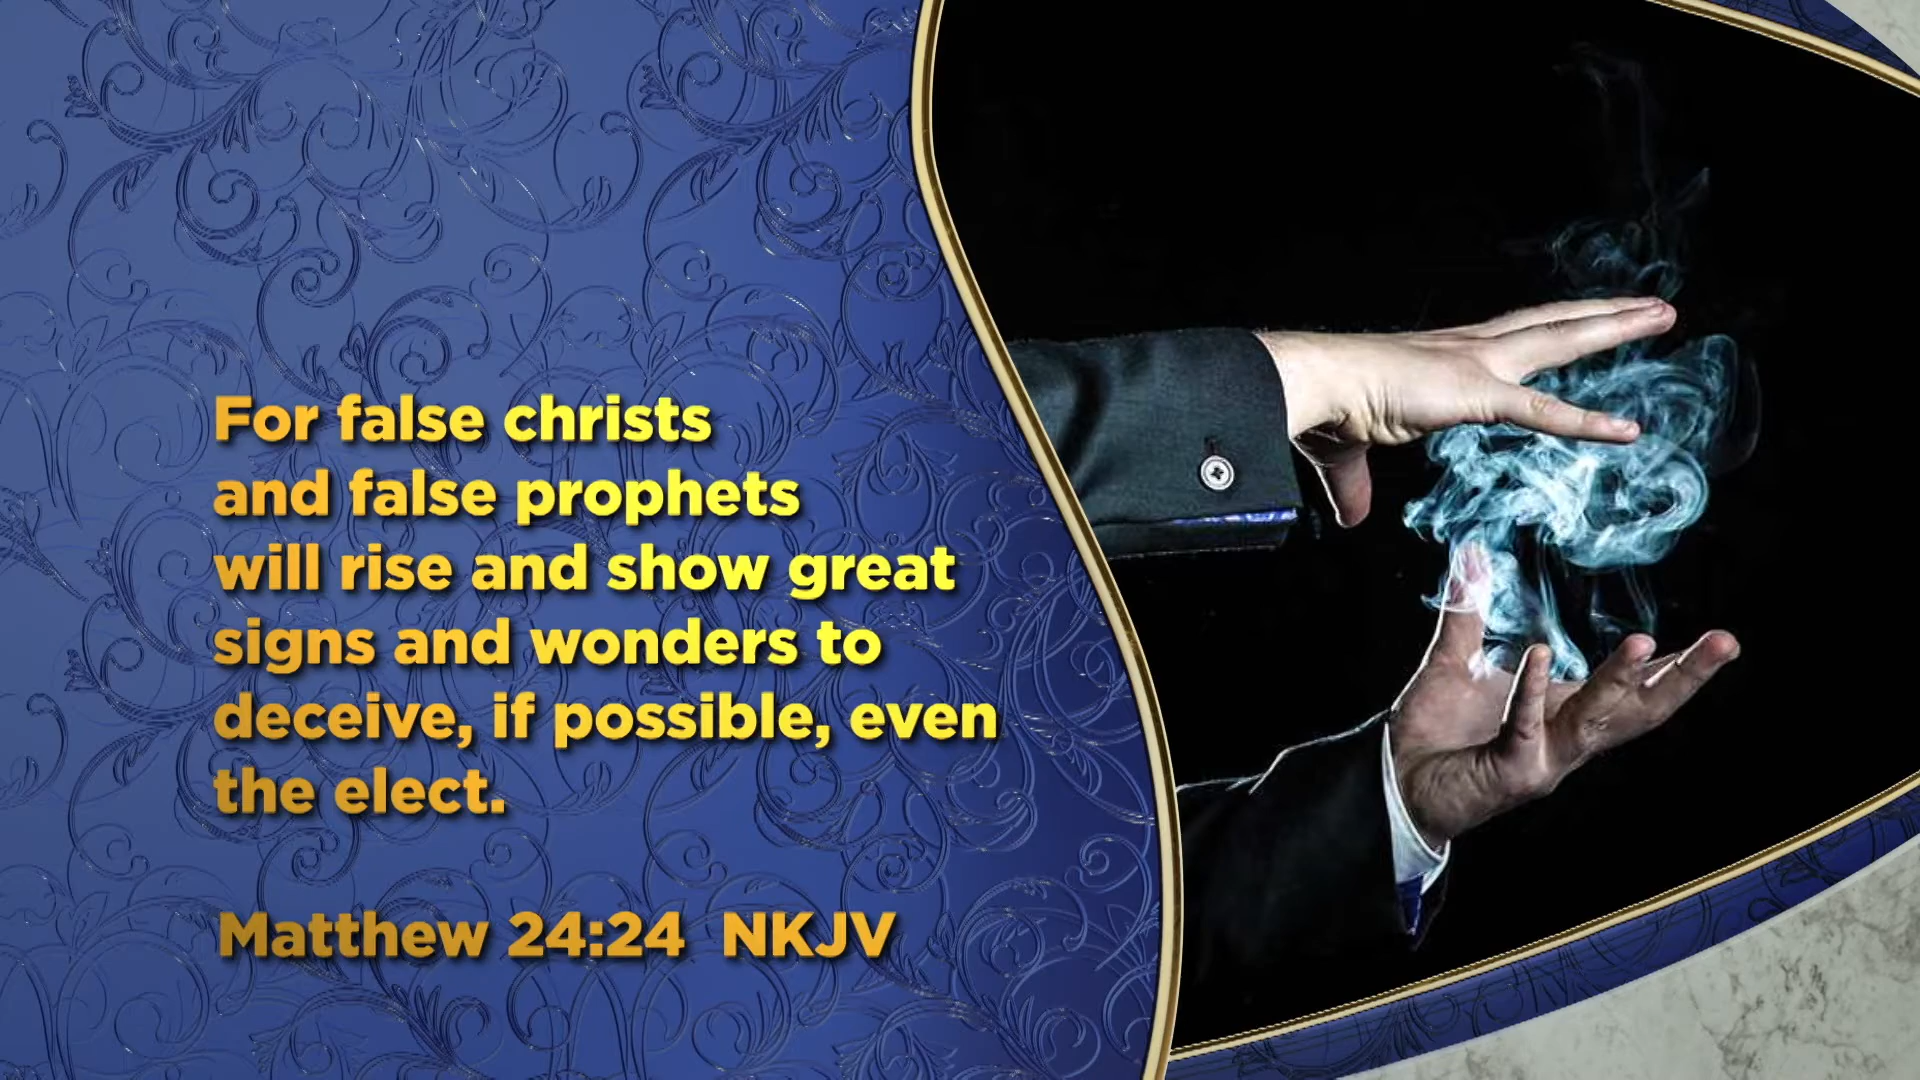 For false christs
and false prophets
will rise and show great
signs and wonders to
deceive, if possible, even
the elect.
Matthew 24:24 NKJV